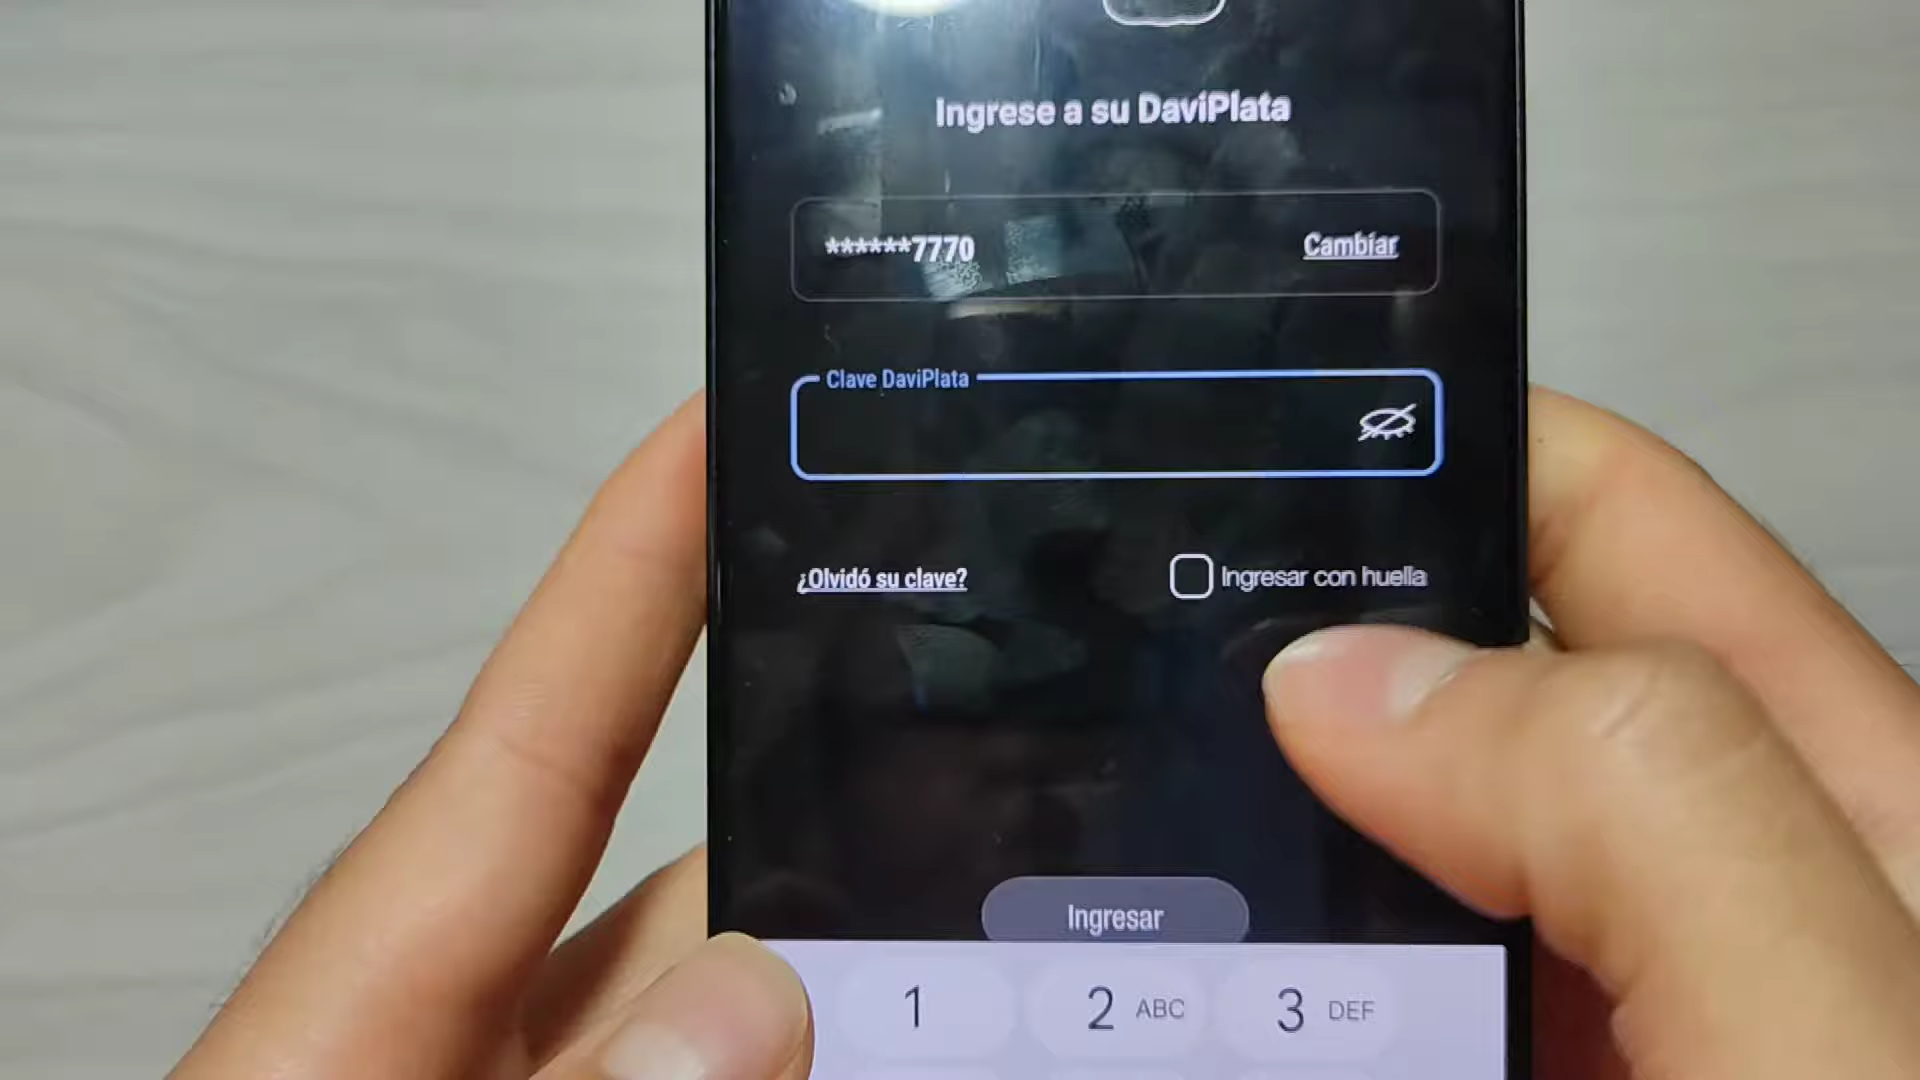 Ingrese a su DaviPlata
******7770 Cambiar
Clave DaviPlata
¿Olvidó su clave? Ingresar con huella
Ingresar
1 2 ABC 3 DEF